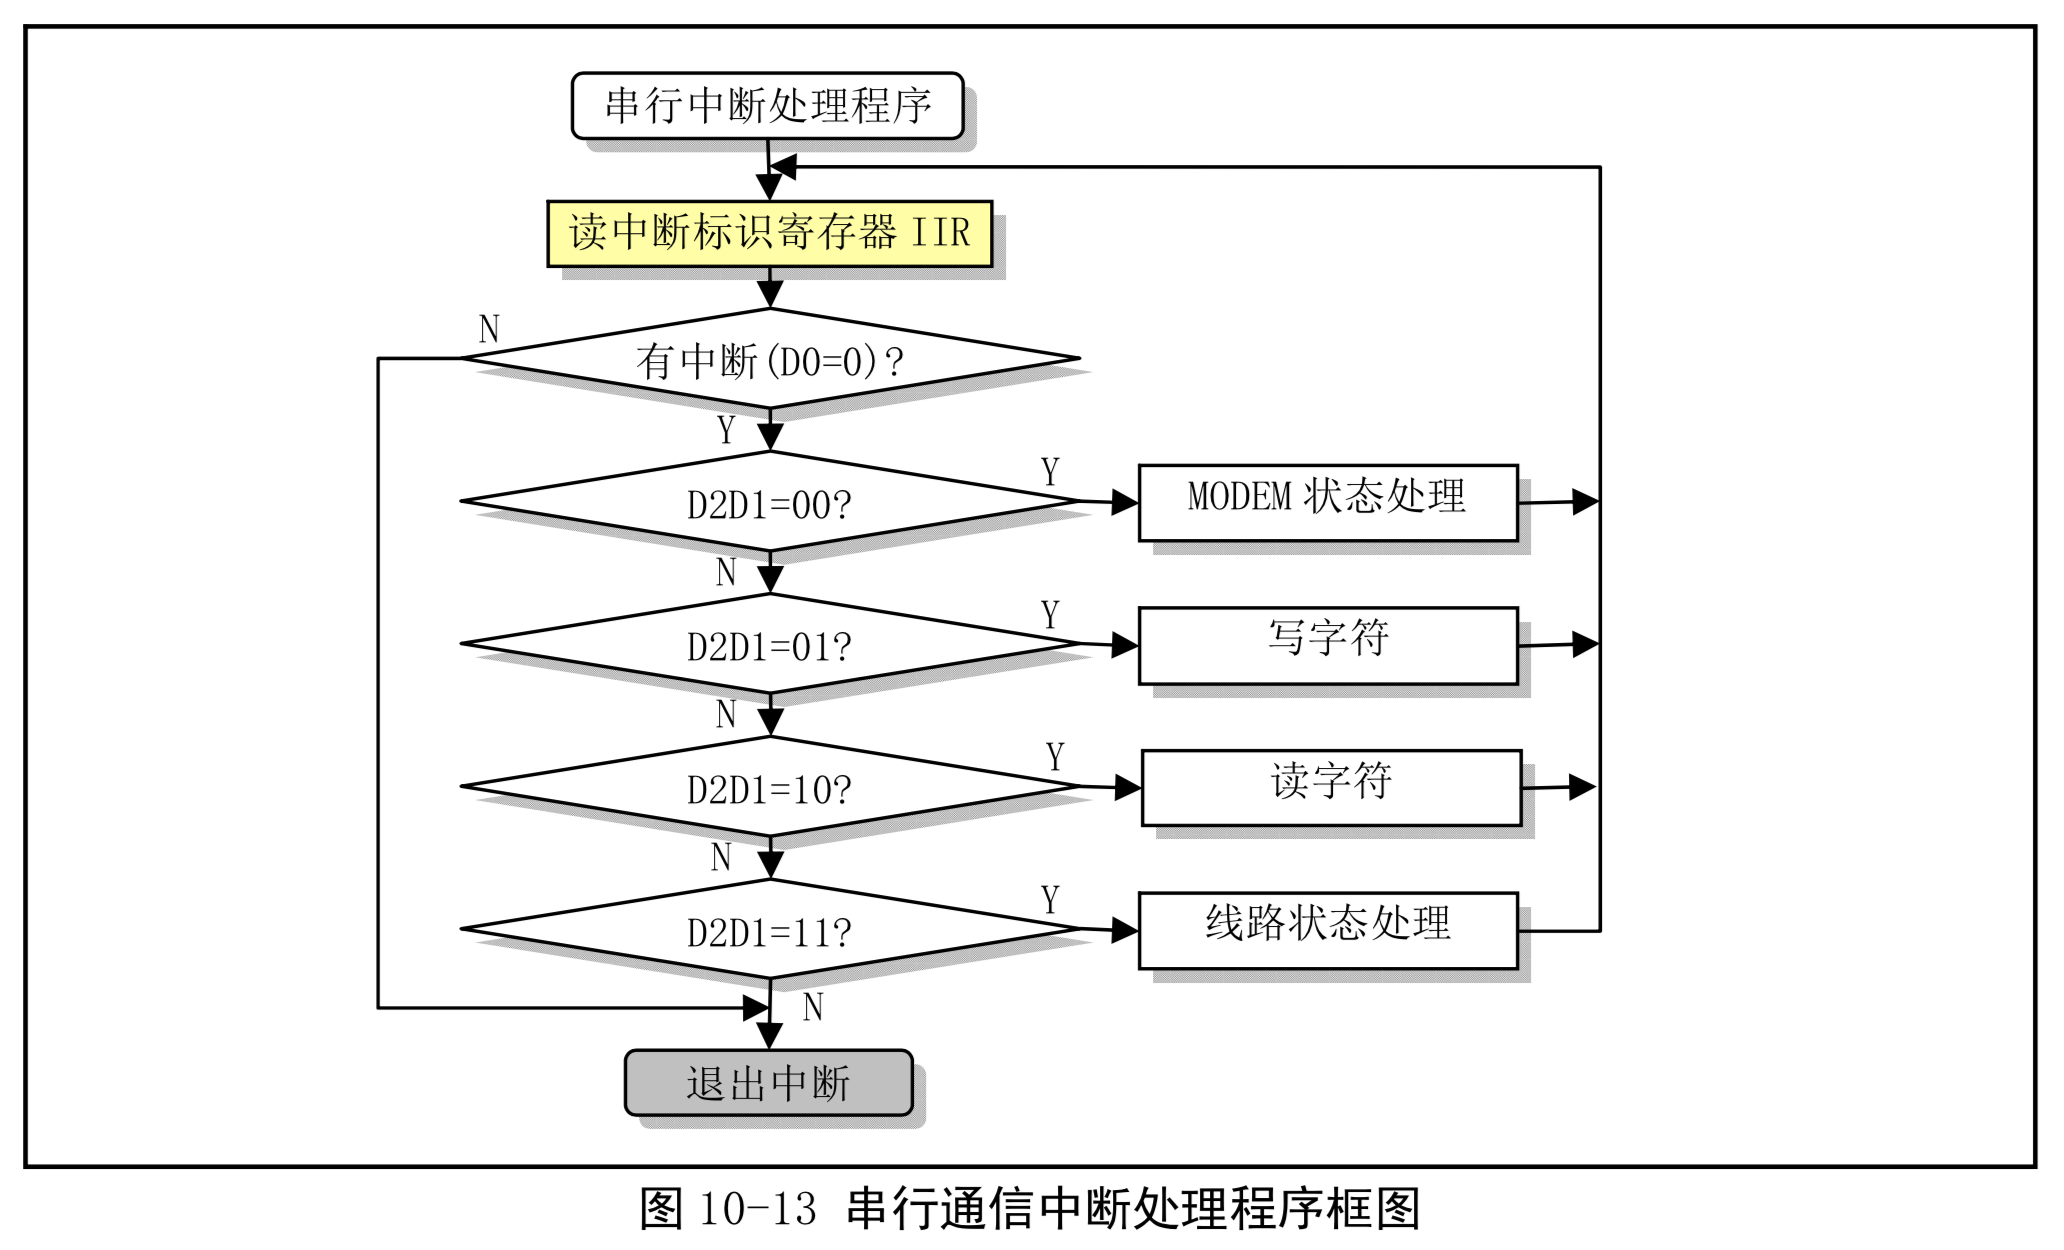 串行中断处理程序
读中断标识寄存器 IIR
N
有中断(D0=0)?
Y
D2D1=00?
Y
MODEM 状态处理
N
D2D1=01?
Y
写字符
N
D2D1=10?
Y
读字符
N
D2D1=11?
Y
线路状态处理
N
退出中断
图 10-13 串行通信中断处理程序框图